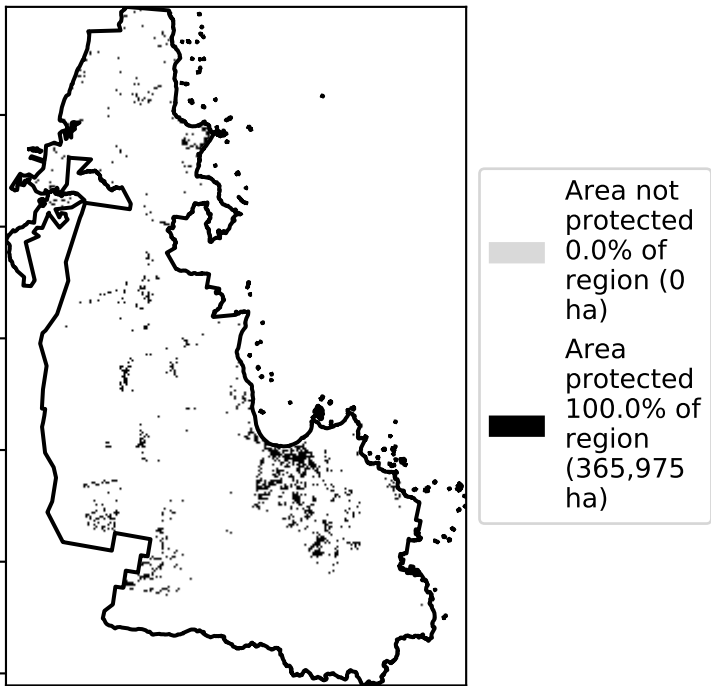 Area not
protected
0.0% of
region (0
ha)
Area
protected
100.0% of
region
(365,975
ha)